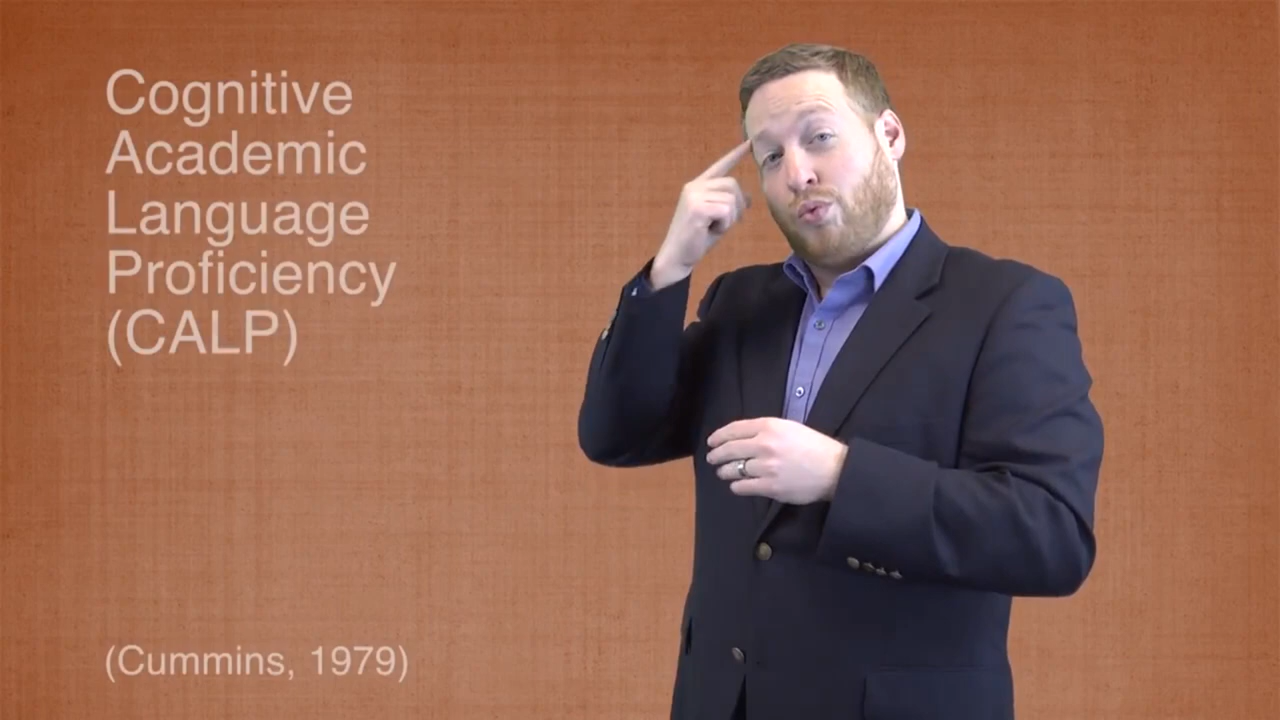 Cognitive
Academic
Language
Proficiency
(CALP)
(Cummins, 1979)